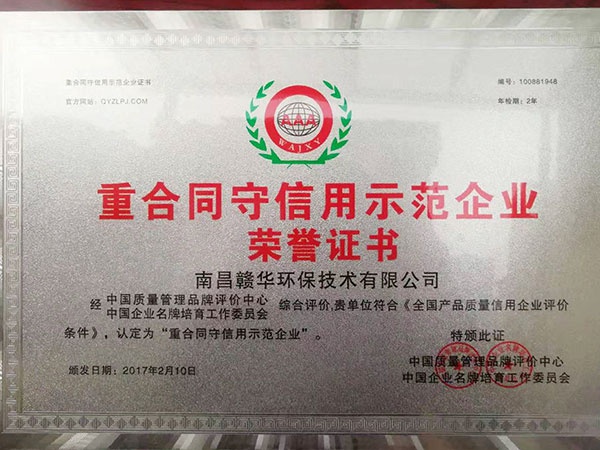 重合同守信用示范企业证书
编号：100881948
官方网站：QYZLPJ.COM
年检期：2年
AAA
WAJXY
重合同守信用示范企业
荣誉证书
南昌赣华环保技术有限公司
经 中国质量管理品牌评价中心 综合评价,贵单位符合《全国产品质量信用企业评价
中国企业名牌培育工作委员会
条件》，认定为“重合同守信用示范企业”。
特颁此证
颁发日期：2017年2月10日
中国质量管理品牌评价中心
中国企业名牌培育工作委员会